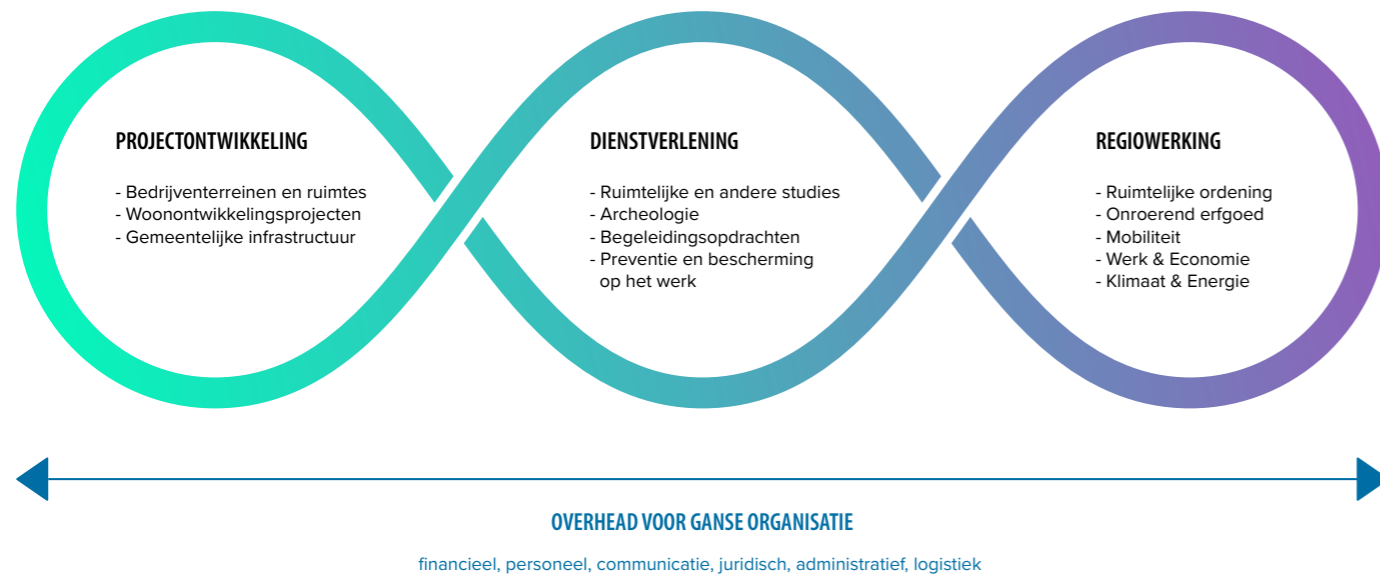 PROJECTONTWIKKELING
- Bedrijventerreinen en ruimtes
- Woonontwikkelingsprojecten
- Gemeentelijke infrastructuur
DIENSTVERLENING
- Ruimtelijke en andere studies
- Archeologie
- Begeleidingsopdrachten
- Preventie en bescherming
op het werk
REGIOWERKING
- Ruimtelijke ordening
- Onroerend erfgoed
- Mobiliteit
- Werk & Economie
- Klimaat & Energie
OVERHEAD VOOR GANSE ORGANISATIE
financieel, personeel, communicatie, juridisch, administratief, logistiek